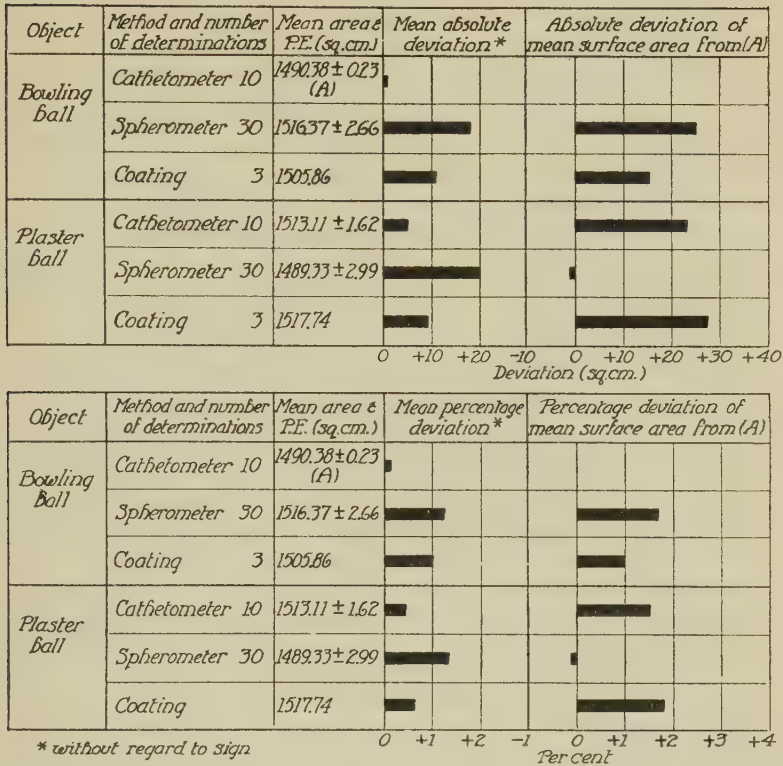 Object Method and number Mean area & Mean absolute Absolute deviation of
of determinations P.E. (sq.cm.) deviation* mean surface area from (A)
Bowling ball Cathetometer 10 1490.38 ± 0.23
(A)
Spherometer 30 1516.37 ± 2.66
Coating 3 1505.86
Plaster ball Cathetometer 10 1513.11 ± 1.62
Spherometer 30 1489.33 ± 2.99
Coating 3 1517.74
0 +10 +20 -10 0 +10 +20 +30 +40
Deviation (sq.cm.)
Object Method and number Mean area & Mean percentage Percentage deviation of
of determinations P.E. (sq.cm.) deviation* mean surface area from (A)
Bowling ball Cathetometer 10 1490.38 ± 0.23
(A)
Spherometer 30 1516.37 ± 2.66
Coating 3 1505.86
Plaster ball Cathetometer 10 1513.11 ± 1.62
Spherometer 30 1489.33 ± 2.99
Coating 3 1517.74
* without regard to sign 0 +1 +2 -1 0 +1 +2 +3 +4
Per cent